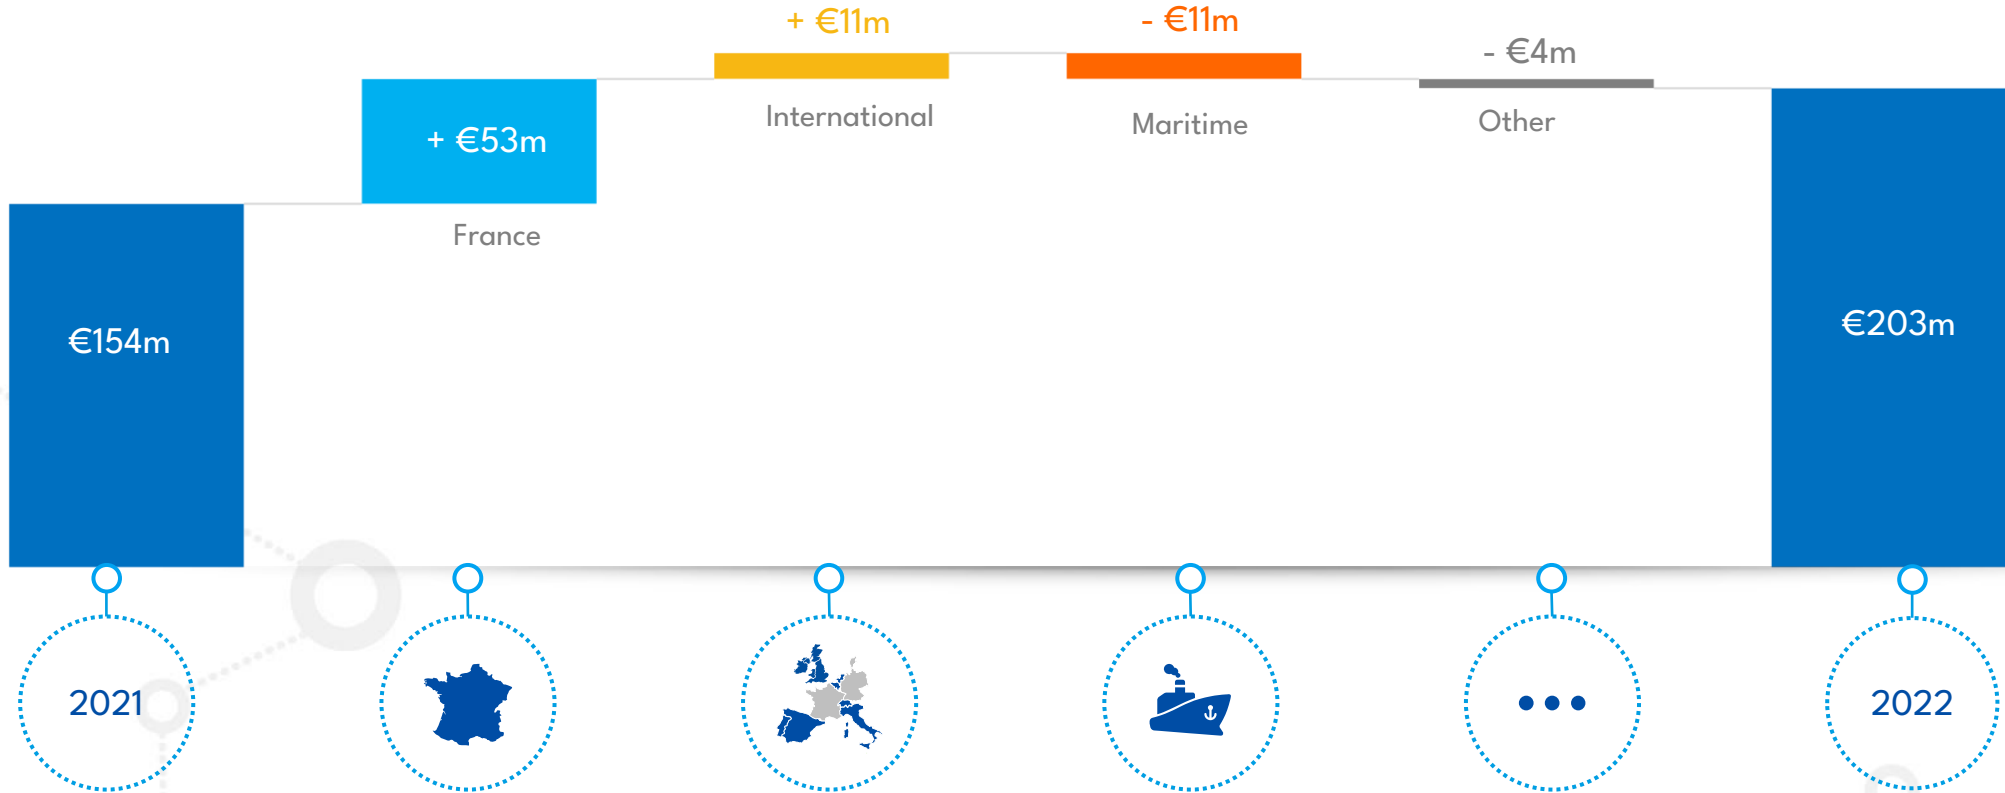 + €11m
- €11m
- €4m
+ €53m
International
Maritime
Other
France
€154m
€203m
2021
2022